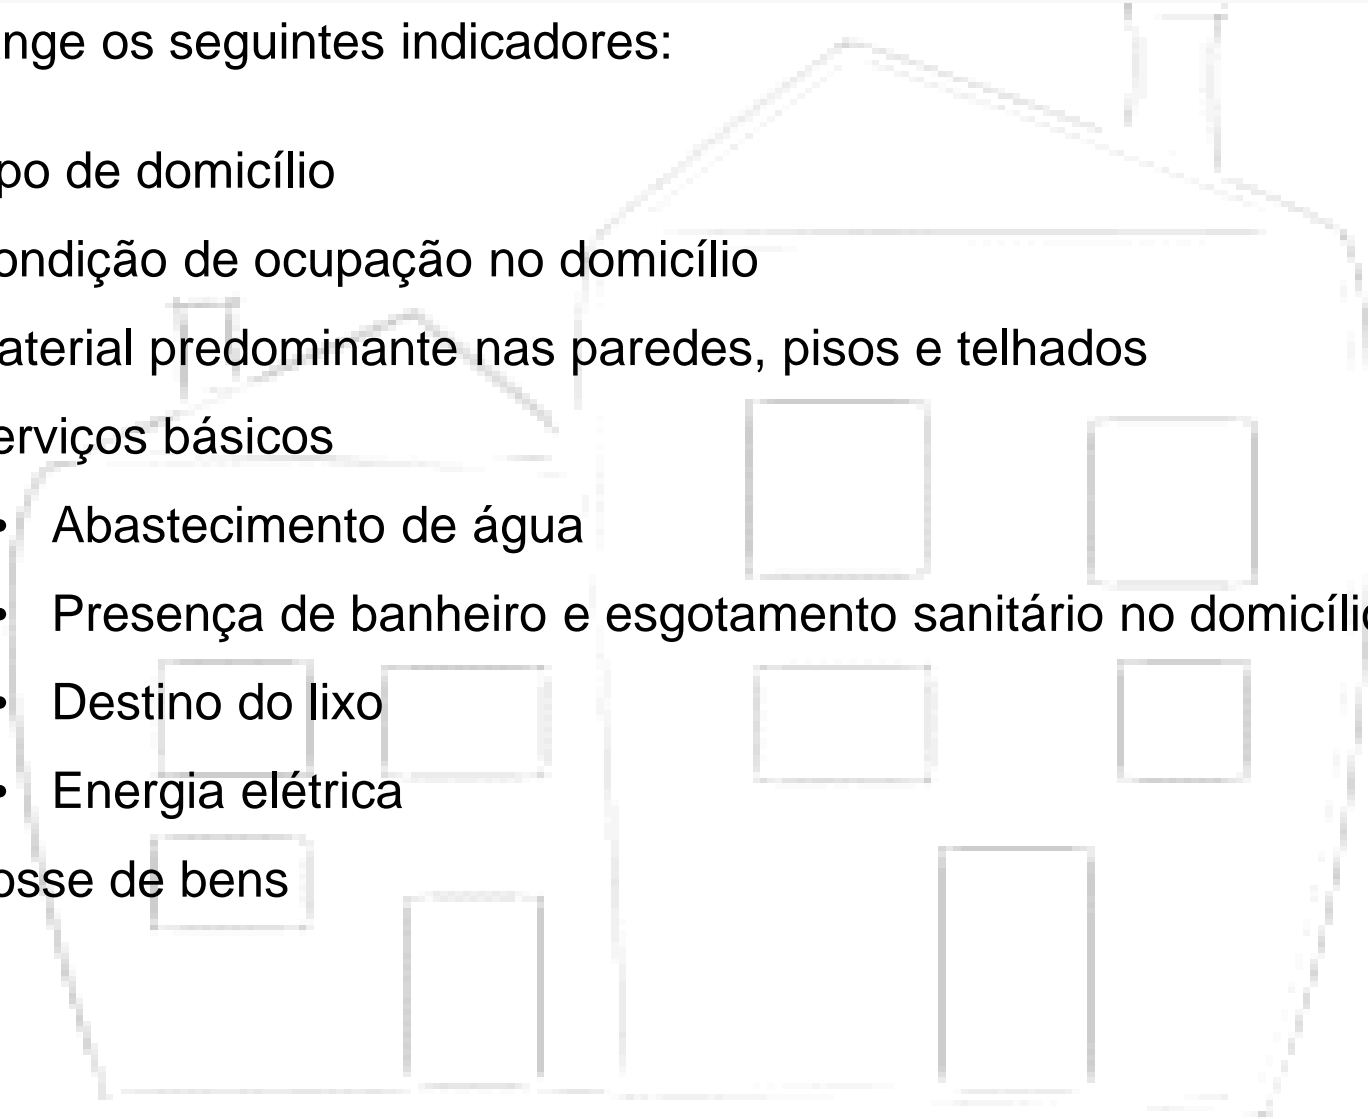 nge os seguintes indicadores:
po de domicílio
ondição de ocupação no domicílio
aterial predominante nas paredes, pisos e telhados
erviços básicos
• Abastecimento de água
• Presença de banheiro e esgotamento sanitário no domicíli
• Destino do lixo
• Energia elétrica
osse de bens